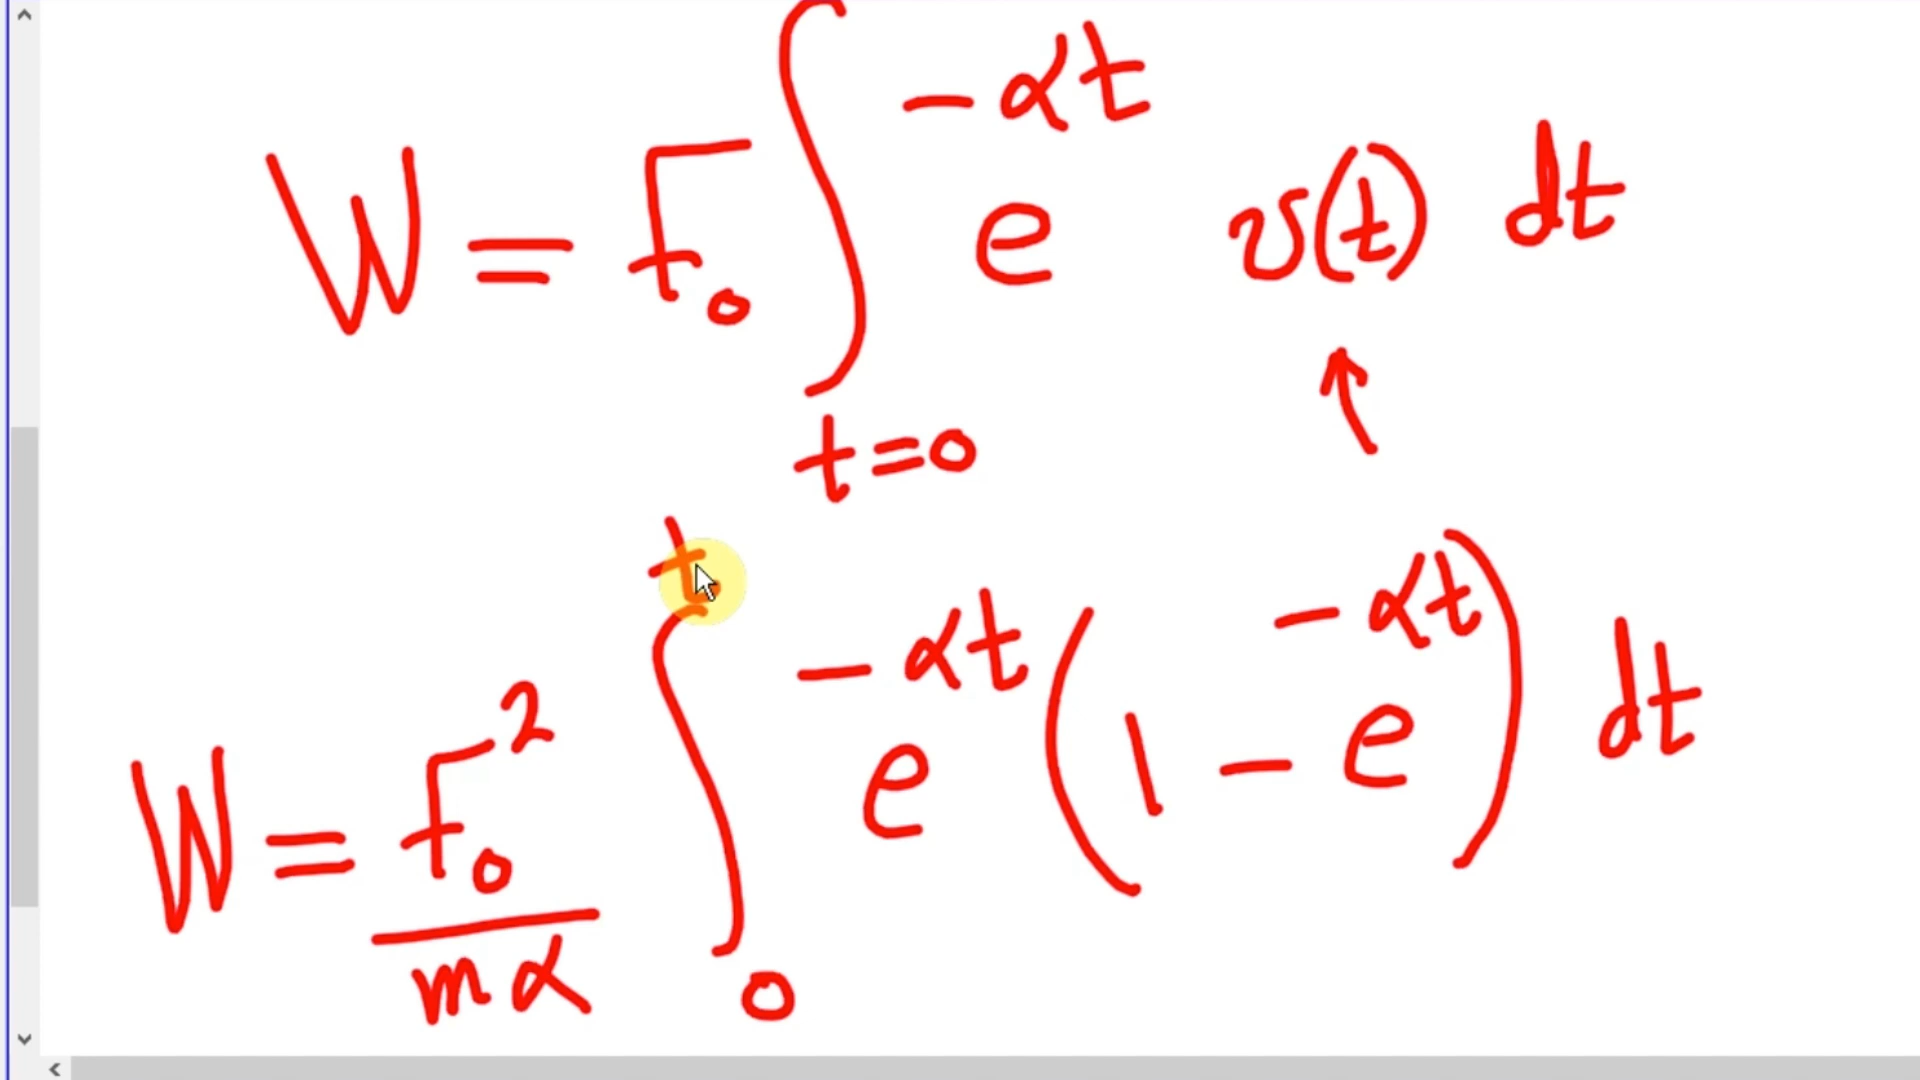 W = F₀ ∫_{t=0} e^{-αt} v(t) dt
W = F₀²/mα ∫₀^t e^{-αt} (1 - e^{-αt}) dt